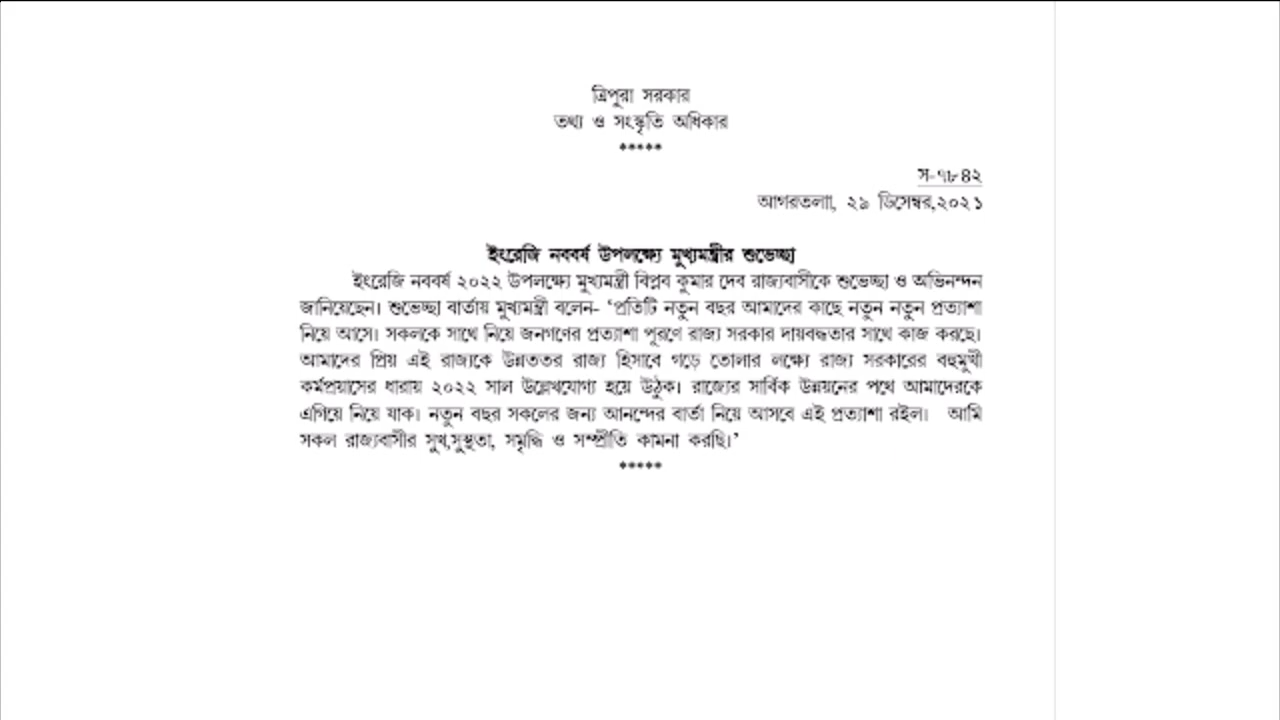 ত্রিপুরা সরকার
তথ্য ও সংস্কৃতি অধিকার
*****
স-৭৮৪২
আগরতলা, ২৯ ডিসেম্বর,২০২১
ইংরেজি নববর্ষ উপলক্ষ্যে মুখ্যমন্ত্রীর শুভেচ্ছা
ইংরেজি নববর্ষ ২০২২ উপলক্ষ্যে মুখ্যমন্ত্রী বিপ্লব কুমার দেব রাজ্যবাসীকে শুভেচ্ছা ও অভিনন্দন
জানিয়েছেন। শুভেচ্ছা বার্তায় মুখ্যমন্ত্রী বলেন- ‘প্রতিটি নতুন বছর আমাদের কাছে নতুন নতুন প্রত্যাশা
নিয়ে আসে। সকলকে সাথে নিয়ে জনগণের প্রত্যাশা পূরণে রাজ্য সরকার দায়বদ্ধতার সাথে কাজ করছে।
আমাদের প্রিয় এই রাজ্যকে উন্নততর রাজ্য হিসাবে গড়ে তোলার লক্ষ্যে রাজ্য সরকারের বহুমুখী
কর্মপ্রয়াসের ধারায় ২০২২ সাল উল্লেখযোগ্য হয়ে উঠুক। রাজ্যের সার্বিক উন্নয়নের পথে আমাদেরকে
এগিয়ে নিয়ে যাক। নতুন বছর সকলের জন্য আনন্দের বার্তা নিয়ে আসবে এই প্রত্যাশা রইল। আমি
সকল রাজ্যবাসীর সুখ,সুস্থতা, সমৃদ্ধি ও সম্প্রীতি কামনা করছি।’
*****